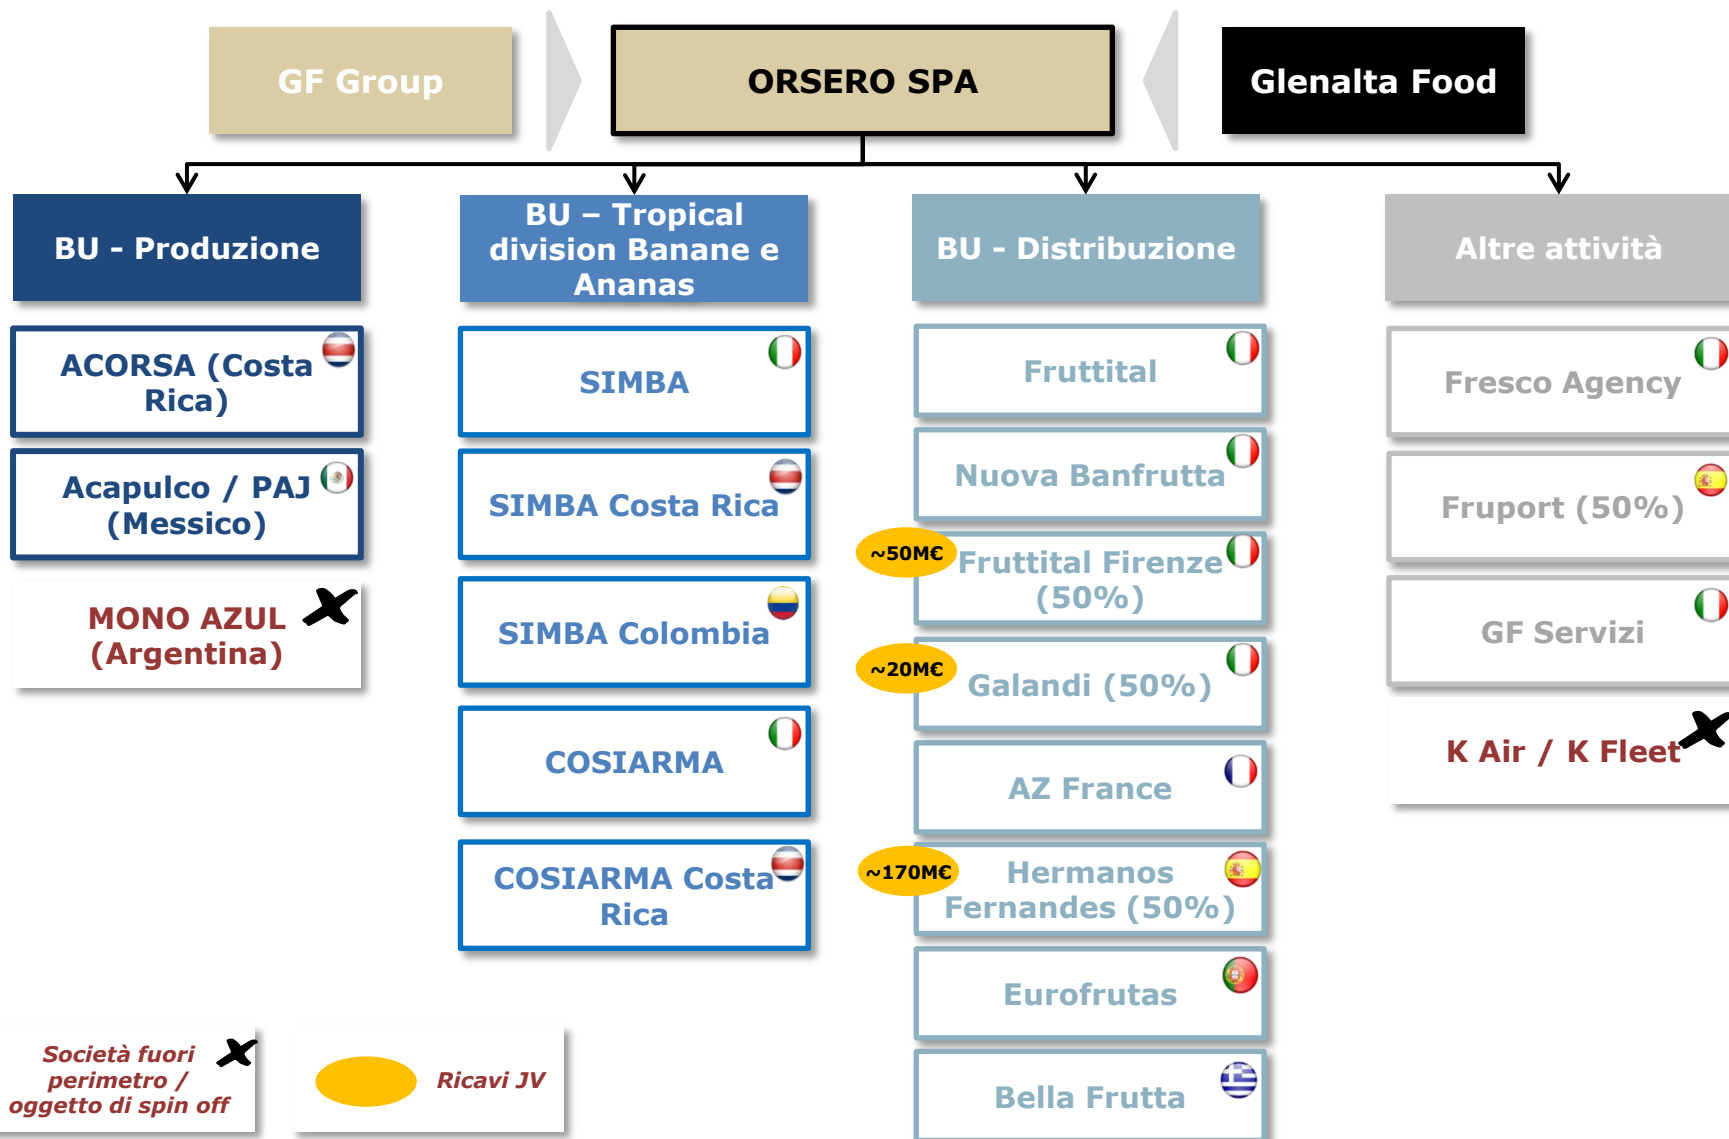 GF Group
ORSERO SPA
Glenalta Food
BU - Produzione
BU – Tropical
division Banane e
Ananas
BU - Distribuzione
Altre attività
ACORSA (Costa
Rica)
Acapulco / PAJ
(Messico)
MONO AZUL
(Argentina)
SIMBA
SIMBA Costa Rica
SIMBA Colombia
COSIARMA
COSIARMA Costa
Rica
Fruttital
Nuova Banfrutta
~50M€
Fruttital Firenze
(50%)
~20M€
Galandi (50%)
AZ France
~170M€
Hermanos
Fernandes (50%)
Eurofrutas
Bella Frutta
Fresco Agency
Fruport (50%)
GF Servizi
K Air / K Fleet
Società fuori
perimetro /
oggetto di spin off
Ricavi JV